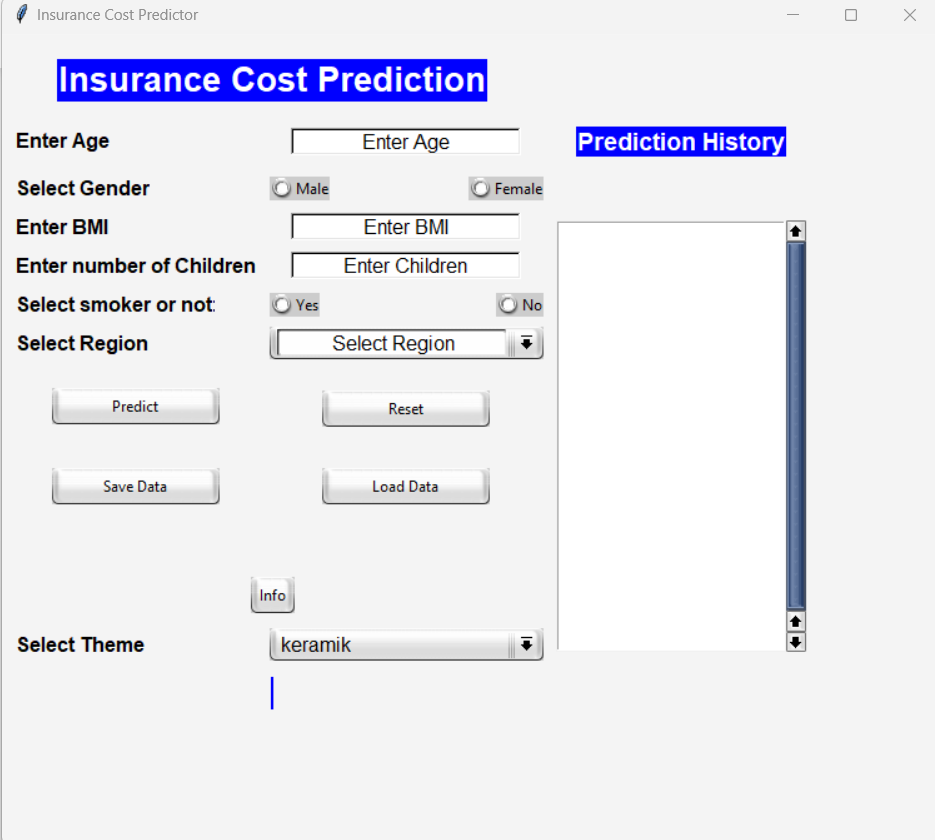 Insurance Cost Predictor
Insurance Cost Prediction
Enter Age
Enter Age
Prediction History
Select Gender
Male
Female
Enter BMI
Enter BMI
Enter number of Children
Enter Children
Select smoker or not:
Yes
No
Select Region
Select Region
Predict
Reset
Save Data
Load Data
Info
Select Theme
keramik